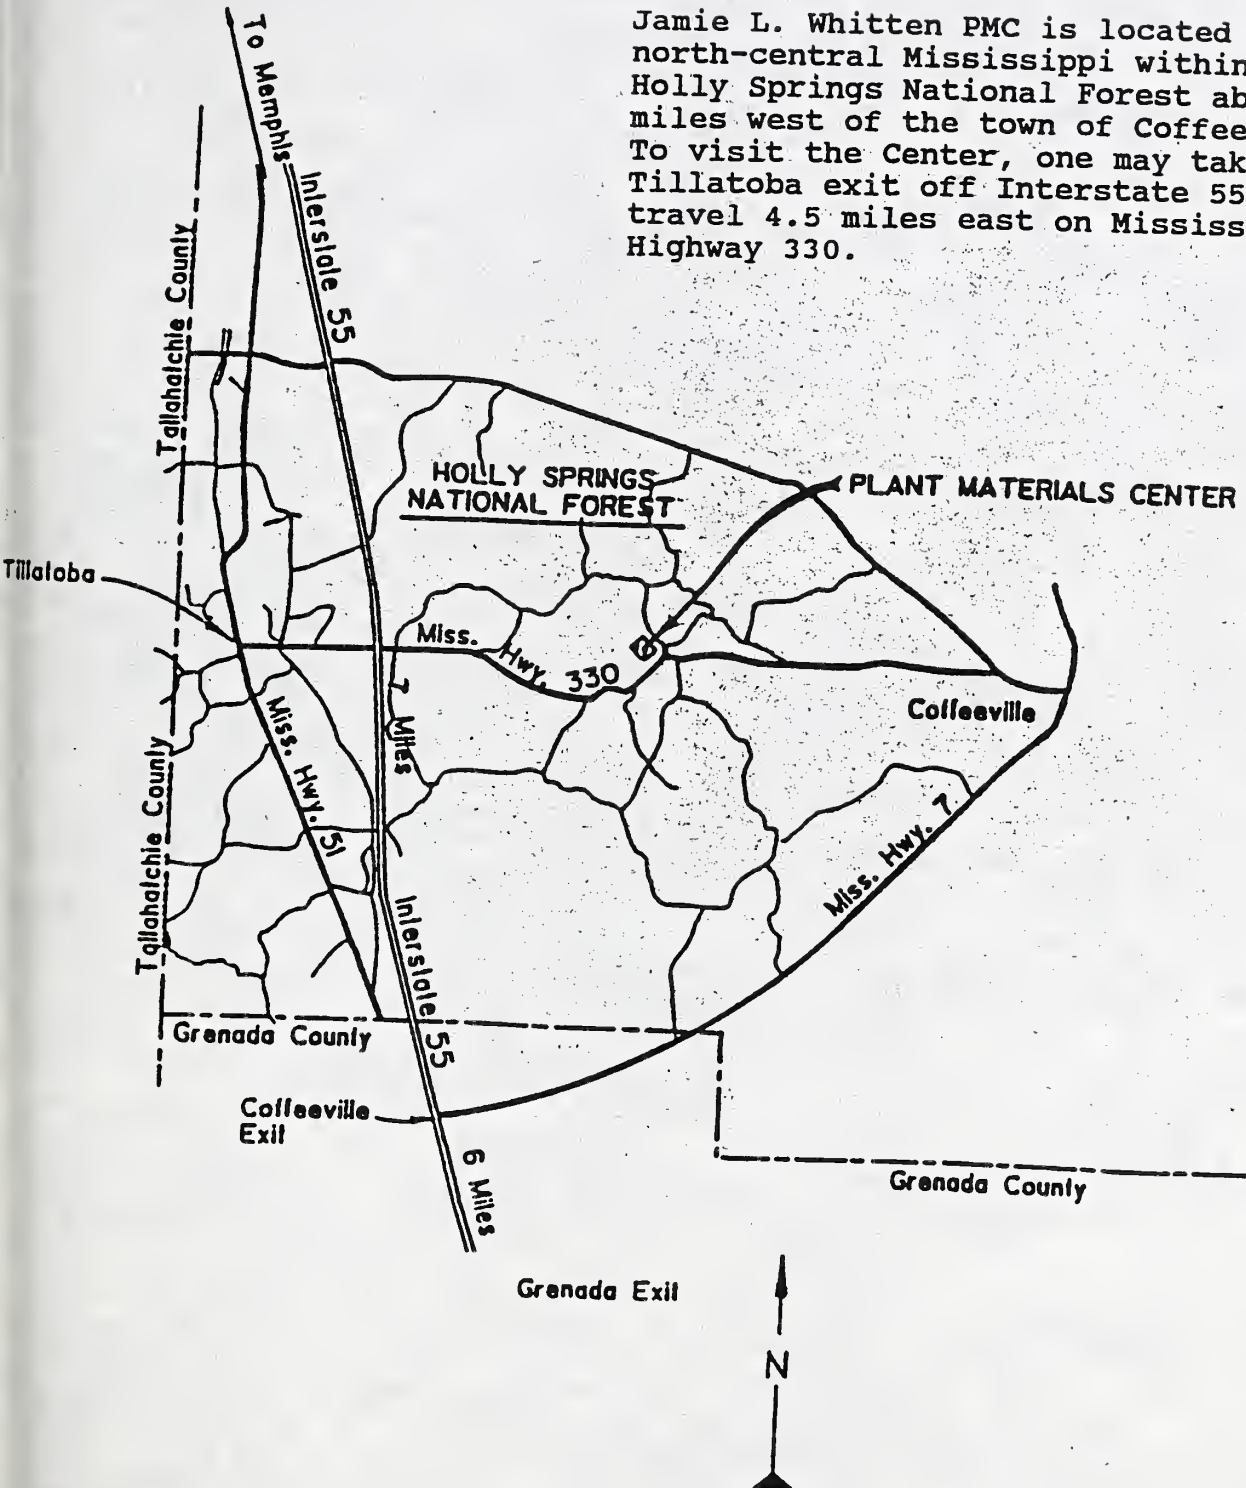 Jamie L. Whitten PMC is located
north-central Mississippi within
Holly Springs National Forest ab
miles west of the town of Coffee
To visit the Center, one may tak
Tillatoba exit off Interstate 55
travel 4.5 miles east on Mississ
Highway 330.
To Memphis
Interstate 55
Tallahatchie County
HOLLY SPRINGS
NATIONAL FOREST
PLANT MATERIALS CENTER
Tillatoba
Miss.
Hwy. 330
7 Miles
Coffeeville
Miss. Hwy. 51
Tallahatchie County
Miss. Hwy. 7
Interstate 55
Grenada County
Coffeeville
Exit
6 Miles
Grenada County
Grenada Exit
N